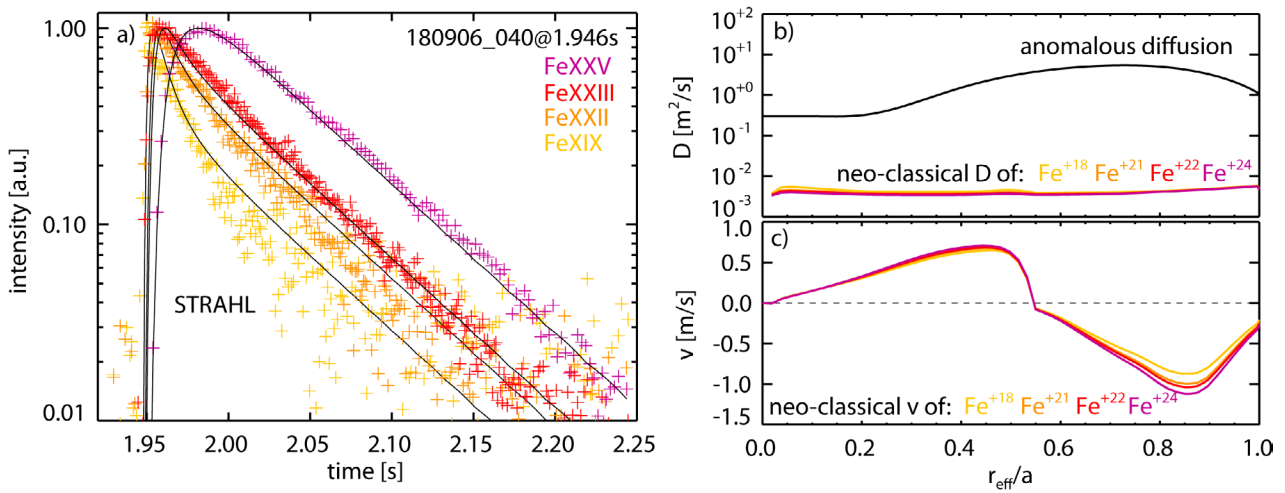 a)
180906_040@1.946s
FeXXV
FeXXIII
FeXXII
FeXIX
STRAHL
intensity [a.u.]
1.00
0.10
0.01
1.95 2.00 2.05 2.10 2.15 2.20 2.25
time [s]
b)
anomalous diffusion
neo-classical D of: Fe+18 Fe+21 Fe+22 Fe+24
D [m2/s]
10+2
10+1
10+0
10-1
10-2
10-3
c)
neo-classical v of: Fe+18 Fe+21 Fe+22 Fe+24
v [m/s]
1.0
0.5
0.0
-0.5
-1.0
-1.5
0.0 0.2 0.4 0.6 0.8 1.0
reff/a